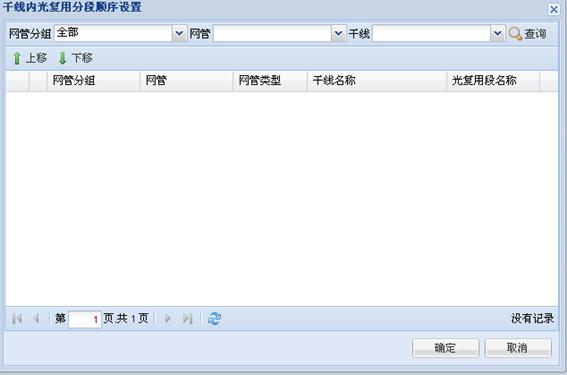 干线内光复用分段顺序设置
网管分组 全部 网管 干线 查询
上移 下移
网管分组 网管 网管类型 干线名称 光复用段名称
第 1 页,共 1 页 没有记录
确定 取消